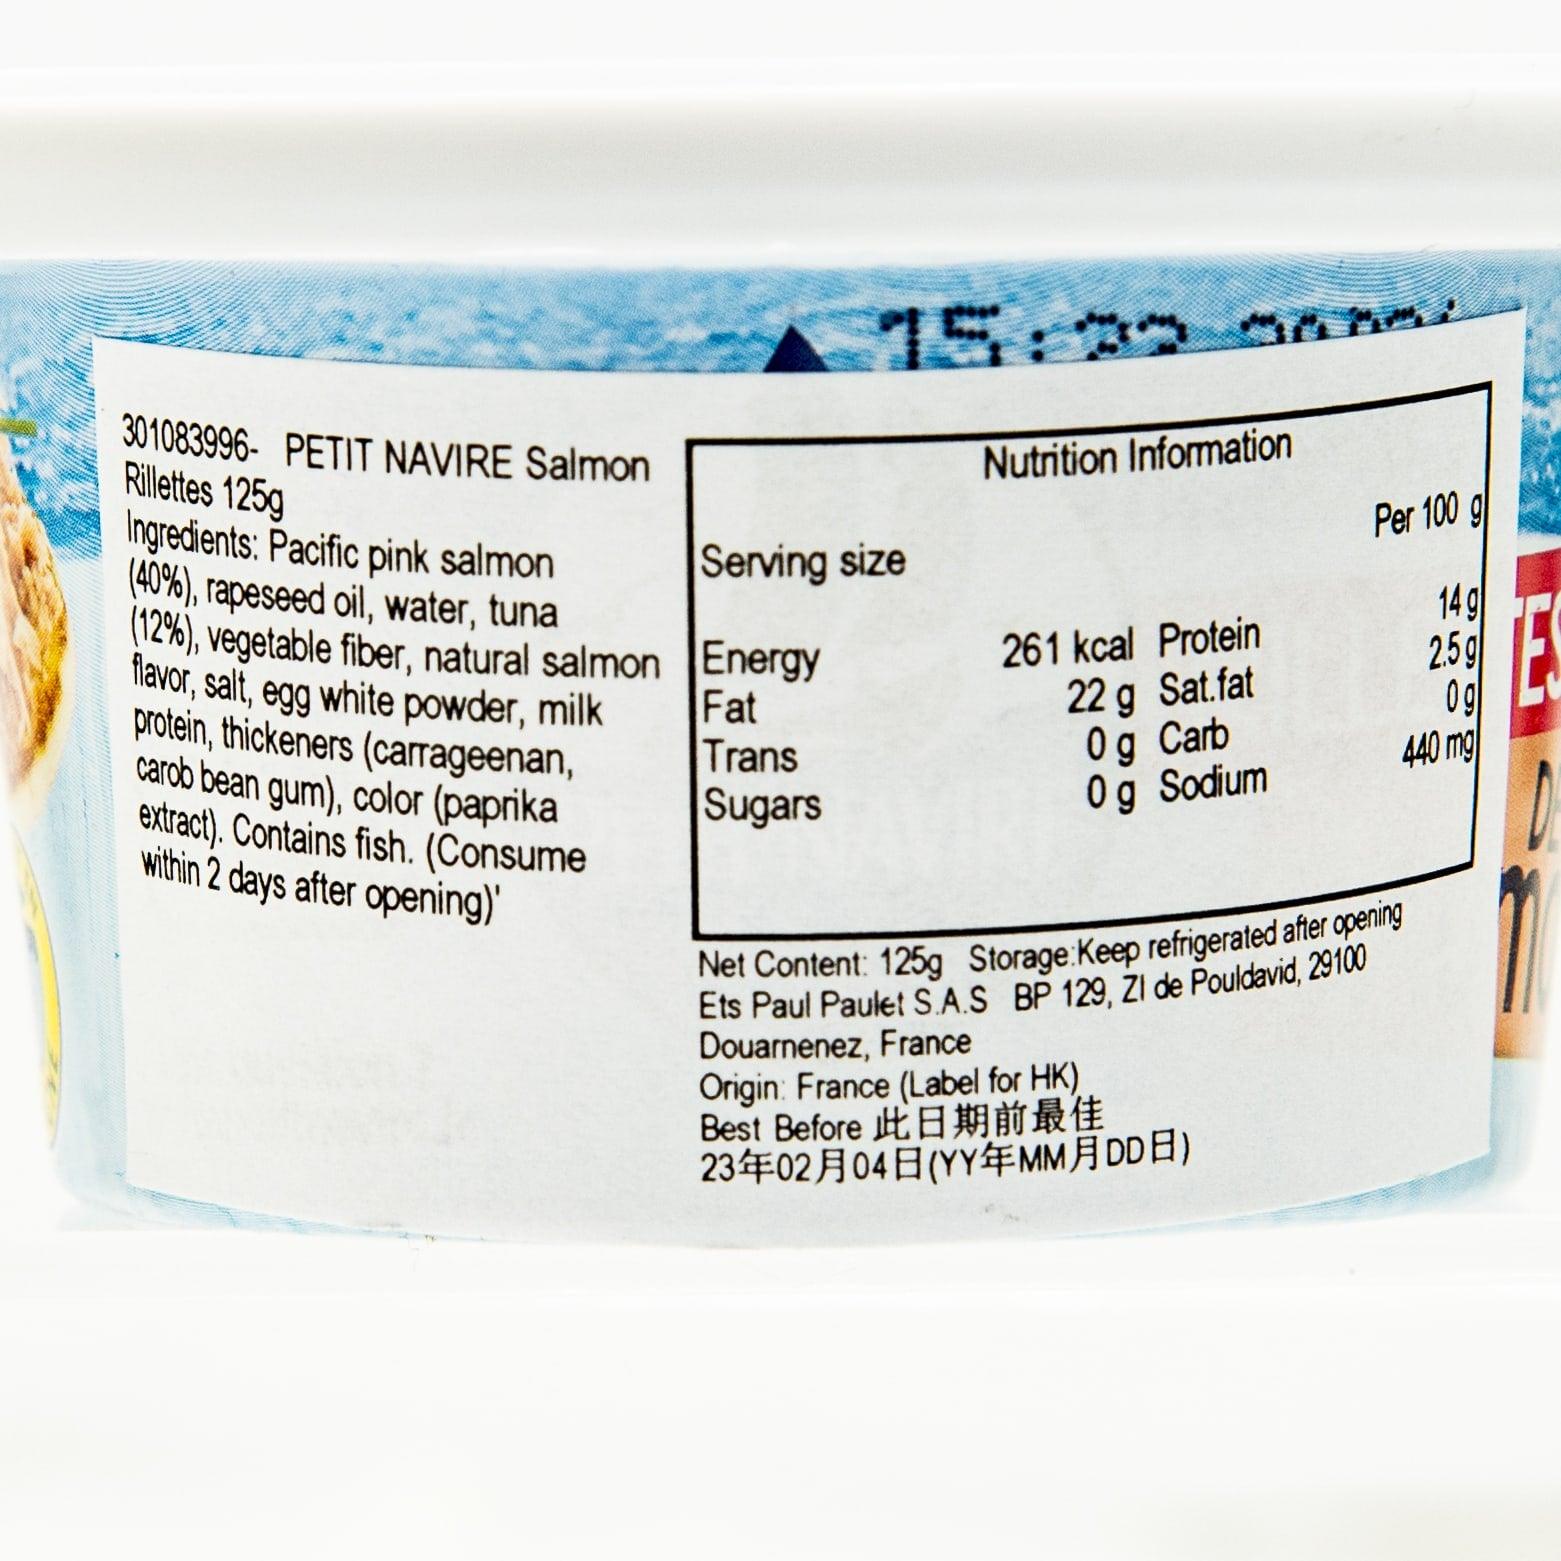 15:22
301083996- PETIT NAVIRE Salmon
Rillettes 125g
Ingredients: Pacific pink salmon
(40%), rapeseed oil, water, tuna
(12%), vegetable fiber, natural salmon
flavor, salt, egg white powder, milk
protein, thickeners (carrageenan,
carob bean gum), color (paprika
extract). Contains fish. (Consume
within 2 days after opening)'
Nutrition Information
Per 100 g
Serving size
Energy 261 kcal Protein 14 g
Fat 22 g Sat.fat 2.5 g
Trans 0 g Carb 0 g
Sugars 0 g Sodium 440 mg
Net Content: 125g Storage:Keep refrigerated after opening
Ets Paul Paulet S.A.S BP 129, ZI de Pouldavid, 29100
Douarnenez, France
Origin: France (Label for HK)
Best Before 此日期前最佳
23年02月04日(YY年MM月DD日)